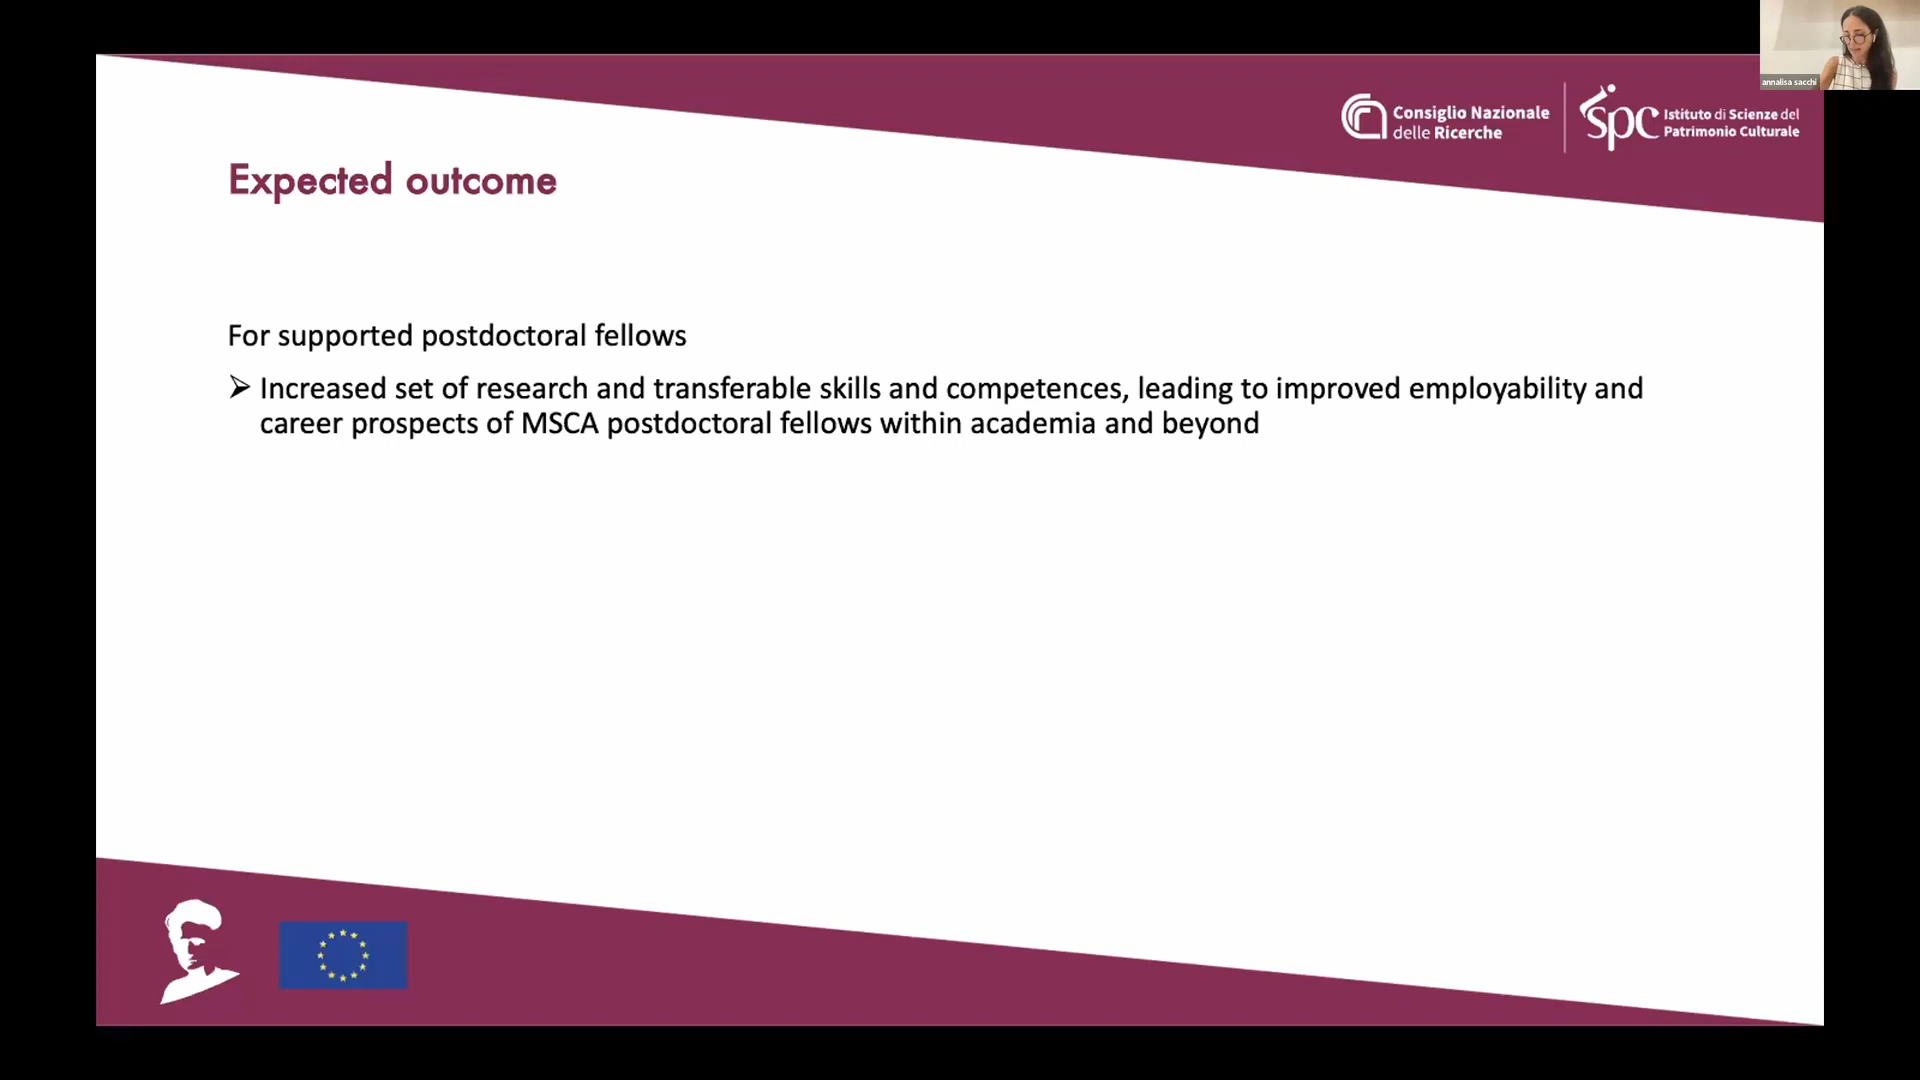 annalisa sacchi
Consiglio Nazionale
delle Ricerche
spc
Istituto di Scienze del
Patrimonio Culturale
Expected outcome
For supported postdoctoral fellows
➢ Increased set of research and transferable skills and competences, leading to improved employability and
career prospects of MSCA postdoctoral fellows within academia and beyond